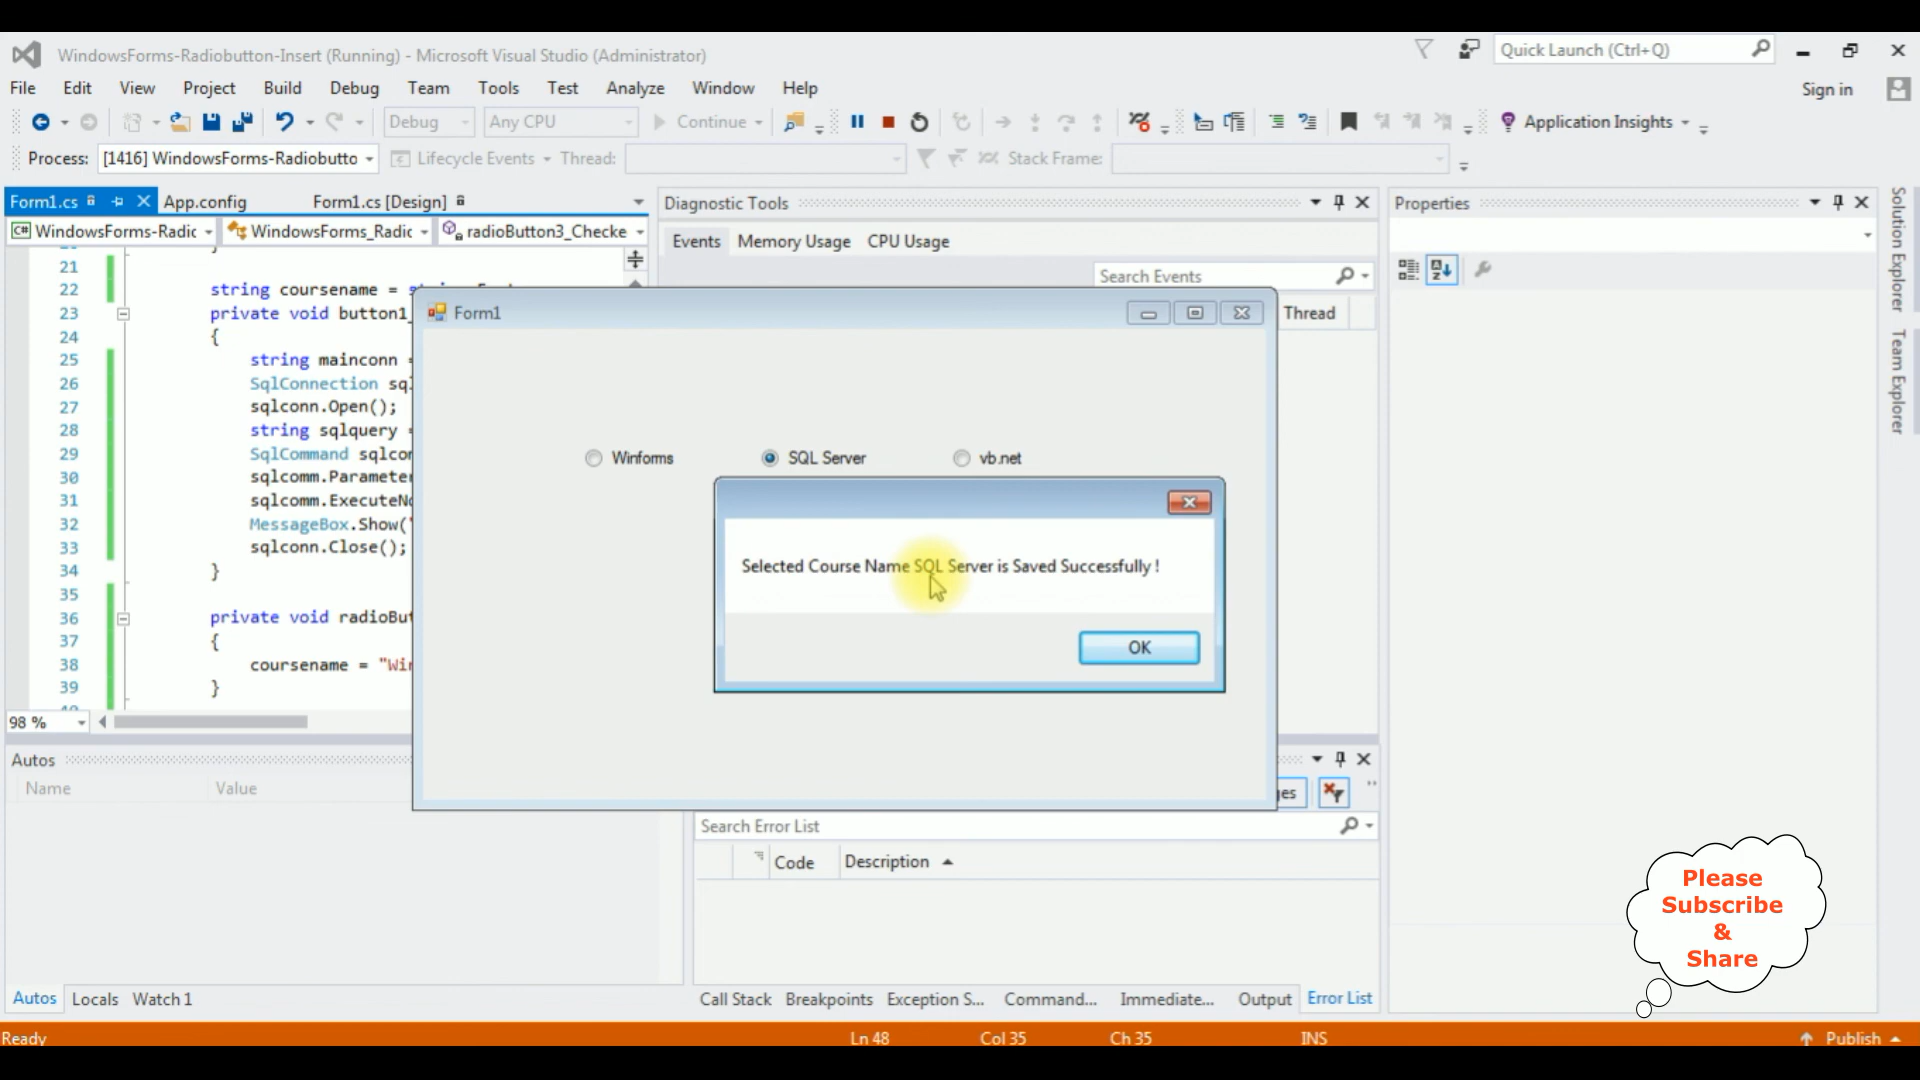 WindowsForms-Radiobutton-Insert (Running) - Microsoft Visual Studio (Administrator)
Quick Launch (Ctrl+Q)
File Edit View Project Build Debug Team Tools Test Analyze Window Help
Sign in
Debug Any CPU Continue Application Insights
Process: [1416] WindowsForms-Radiobutto Lifecycle Events Thread: Stack Frame:
Form1.cs App.config Form1.cs [Design]
Diagnostic Tools
Properties
WindowsForms-Radic WindowsForms_Radic radioButton3_Checke
Events Memory Usage CPU Usage
Search Events
Thread
21
22 string coursename =
23 private void button1_
24 {
25 string mainconn =
26 SqlConnection sql
27 sqlconn.Open();
28 string sqlquery =
29 SqlCommand sqlcom
30 sqlcomm.Parameter
31 sqlcomm.ExecuteNo
32 MessageBox.Show("
33 sqlconn.Close();
34 }
35
36 private void radioBut
37 {
38 coursename = "Win
39 }
98 %
Form1
Winforms SQL Server vb.net
Selected Course Name SQL Server is Saved Successfully !
OK
Solution Explorer
Team Explorer
Autos
Name Value
Search Error List
Code Description
Autos Locals Watch 1
Call Stack Breakpoints Exception S... Command... Immediate... Output Error List
Please
Subscribe
&
Share
Ready Ln 48 Col 35 Ch 35 INS Publish